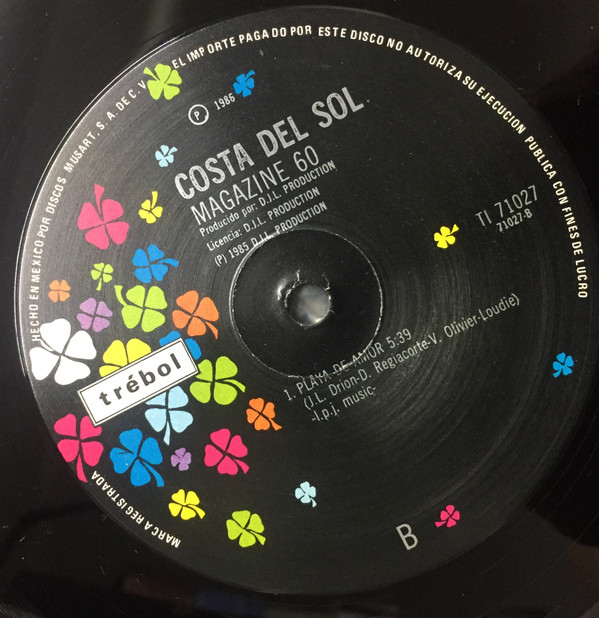 EL IMPORTE PAGADO POR ESTE DISCO NO AUTORIZA SU EJECUCION PUBLICA CON FINES DE LUCRO
HECHO EN MEXICO POR DISCOS MUSART, S. A. DE C. V.
Ⓟ 1986
COSTA DEL SOL
MAGAZINE 60
Producido por: D.J.L. PRODUCTION
Licencia: D.J.L. PRODUCTION
(P) 1985 D.J.L. PRODUCTION
TI 71027
71027-B
trébol
1. PLAYA DE AMOR 5:39
(J.L. Drion-D. Regiacorte-V. Olivier-Loudie)
-l.p.j. music-
MARCA REGISTRADA
B